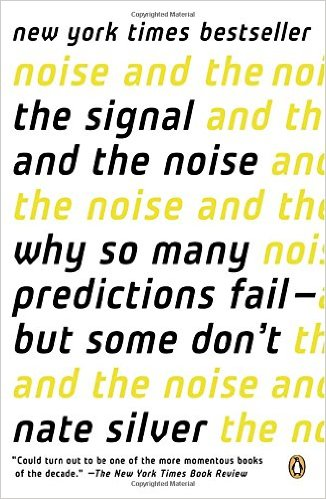 new york times bestseller
noise and the noi
the signal and th
and the noise and
the noise and the
why so many nois
predictions fail—a
but some don't th
and the noise and
nate silver the no
"Could turn out to be one of the more momentous books
of the decade." —The New York Times Book Review